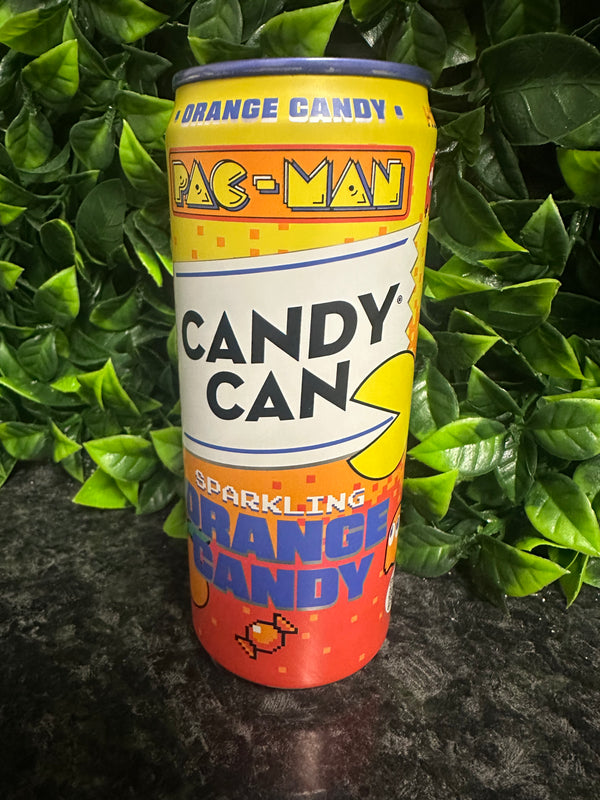 • ORANGE CANDY •
PAC-MAN
CANDY
CAN
SPARKLING
ORANGE
CANDY